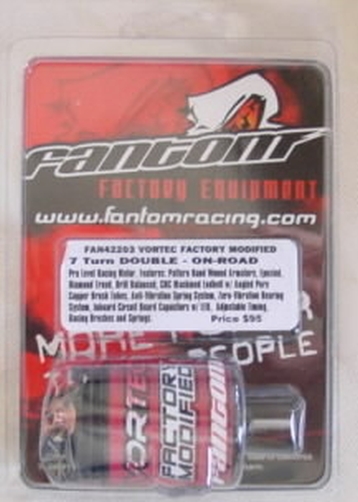 fantom
FACTORY EQUIPMENT
www.fantomracing.com
FAN42203 VORTEC FACTORY MODIFIED
7 Turn DOUBLE - ON-ROAD
Pro Level Racing Motor. Features: Pattern Hand Wound Armature, Epoxied,
Diamond Trued, Drill Balanced, CNC Machined Endbell w/ Angled Pure
Copper Brush Tubes, Anti-Vibration Spring System, Zero-Vibration Bearing
System, Inboard Circuit Board Capacitors w/ LED, Adjustable Timing,
Racing Brushes and Springs. Price $95
MORE
PEOPLE
VORTEC
FACTORY
MODIFIED
fantom